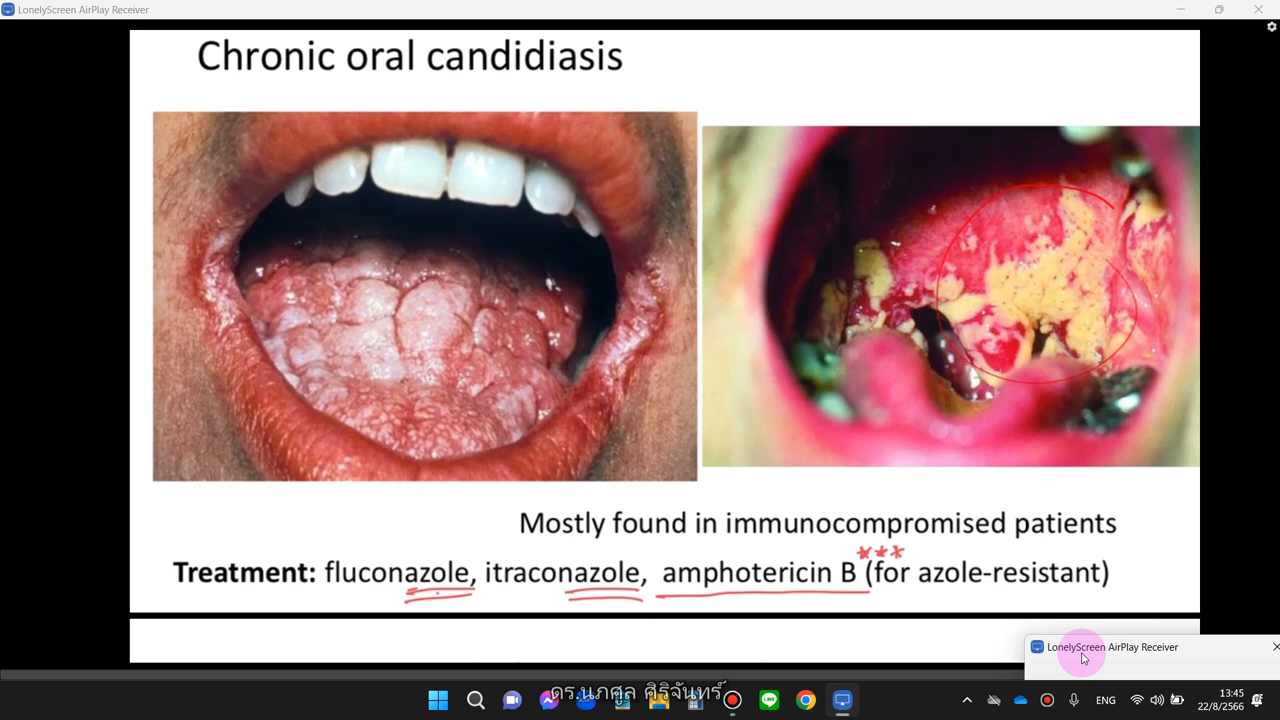 LonelyScreen AirPlay Receiver
Chronic oral candidiasis
Mostly found in immunocompromised patients
***
Treatment: fluconazole, itraconazole, amphotericin B (for azole-resistant)
LonelyScreen AirPlay Receiver
ดร.นภศูล ศิริจันทร์
ENG
13:45
22/8/2566